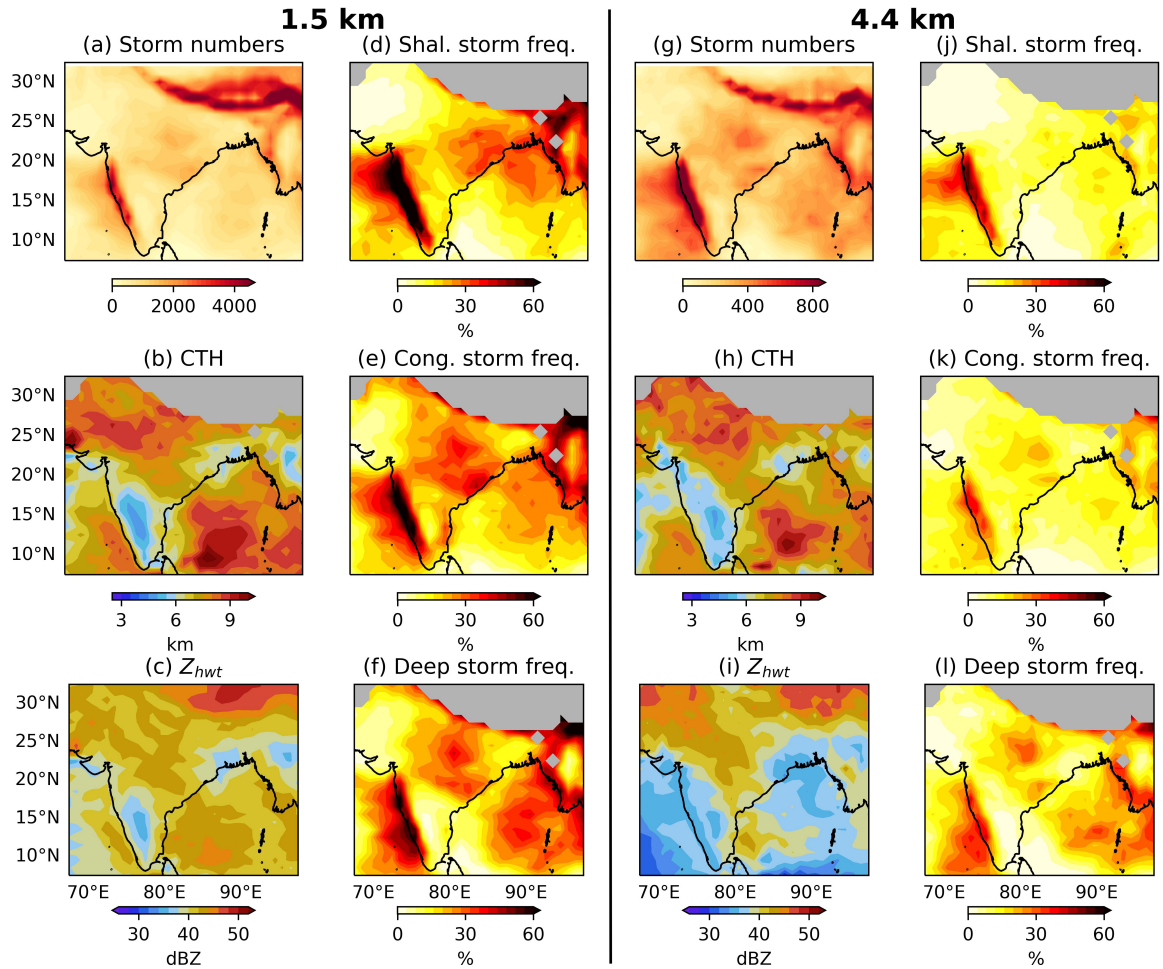 1.5 km
4.4 km
(a) Storm numbers
(d) Shal. storm freq.
(g) Storm numbers
(j) Shal. storm freq.
30°N
25°N
20°N
15°N
10°N
0 2000 4000
0 30 60
%
0 400 800
0 30 60
%
(b) CTH
(e) Cong. storm freq.
(h) CTH
(k) Cong. storm freq.
30°N
25°N
20°N
15°N
10°N
3 6 9
km
0 30 60
%
3 6 9
km
0 30 60
%
(c) Zhwt
(f) Deep storm freq.
(i) Zhwt
(l) Deep storm freq.
30°N
25°N
20°N
15°N
10°N
70°E 80°E 90°E
70°E 80°E 90°E
70°E 80°E 90°E
70°E 80°E 90°E
30 40 50
dBZ
0 30 60
%
30 40 50
dBZ
0 30 60
%